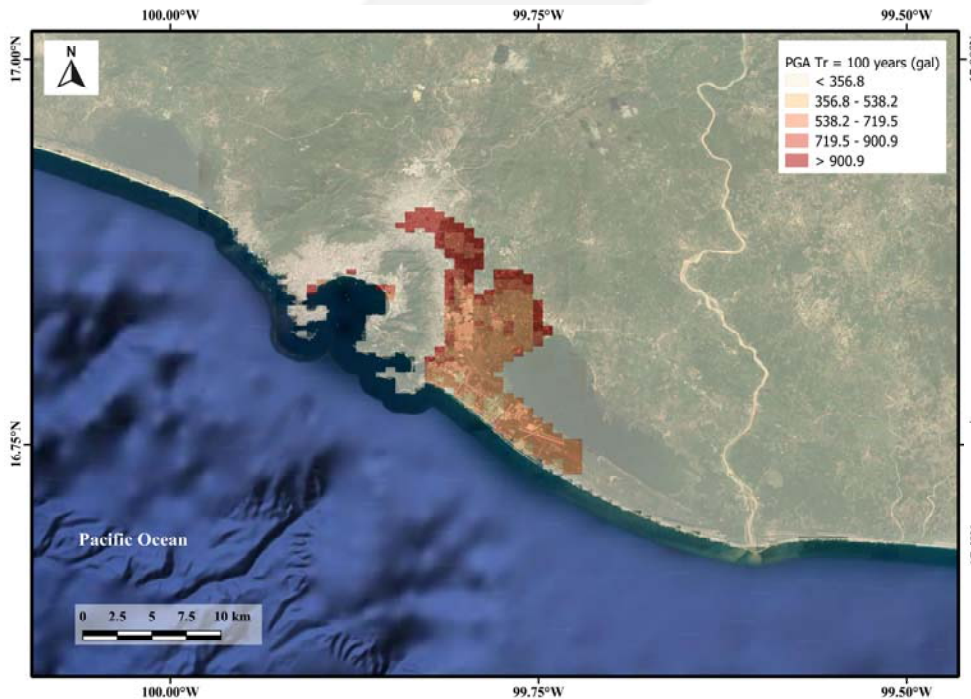 100.00°W 99.75°W 99.50°W
17.00°N
N
PGA Tr = 100 years (gal)
< 356.8
356.8 - 538.2
538.2 - 719.5
719.5 - 900.9
> 900.9
16.75°N
Pacific Ocean
0 2.5 5 7.5 10 km
100.00°W 99.75°W 99.50°W